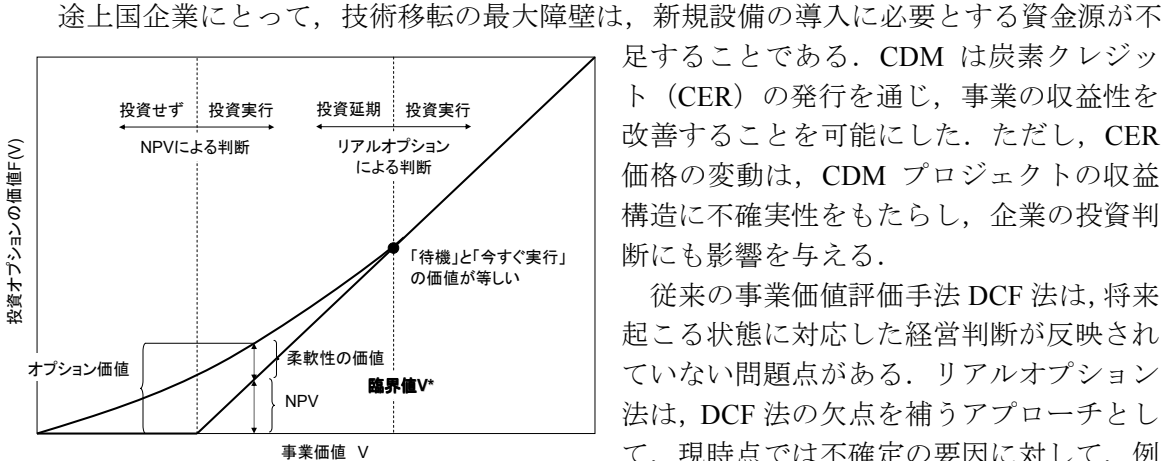 途上国企業にとって，技術移転の最大障壁は，新規設備の導入に必要とする資金源が不
足することである．CDM は炭素クレジッ
ト（CER）の発行を通じ，事業の収益性を
改善することを可能にした．ただし，CER
価格の変動は，CDM プロジェクトの収益
構造に不確実性をもたらし，企業の投資判
断にも影響を与える．
従来の事業価値評価手法 DCF 法は，将来
起こる状態に対応した経営判断が反映され
ていない問題点がある．リアルオプション
法は，DCF 法の欠点を補うアプローチとし
て，現時点では不確定の要因に対して，例
投資オプションの価値F(V)
投資せず 投資実行
NPVによる判断
投資延期 投資実行
リアルオプション
による判断
「待機」と「今すぐ実行」
の価値が等しい
オプション価値
柔軟性の価値
NPV
臨界値V*
事業価値 V